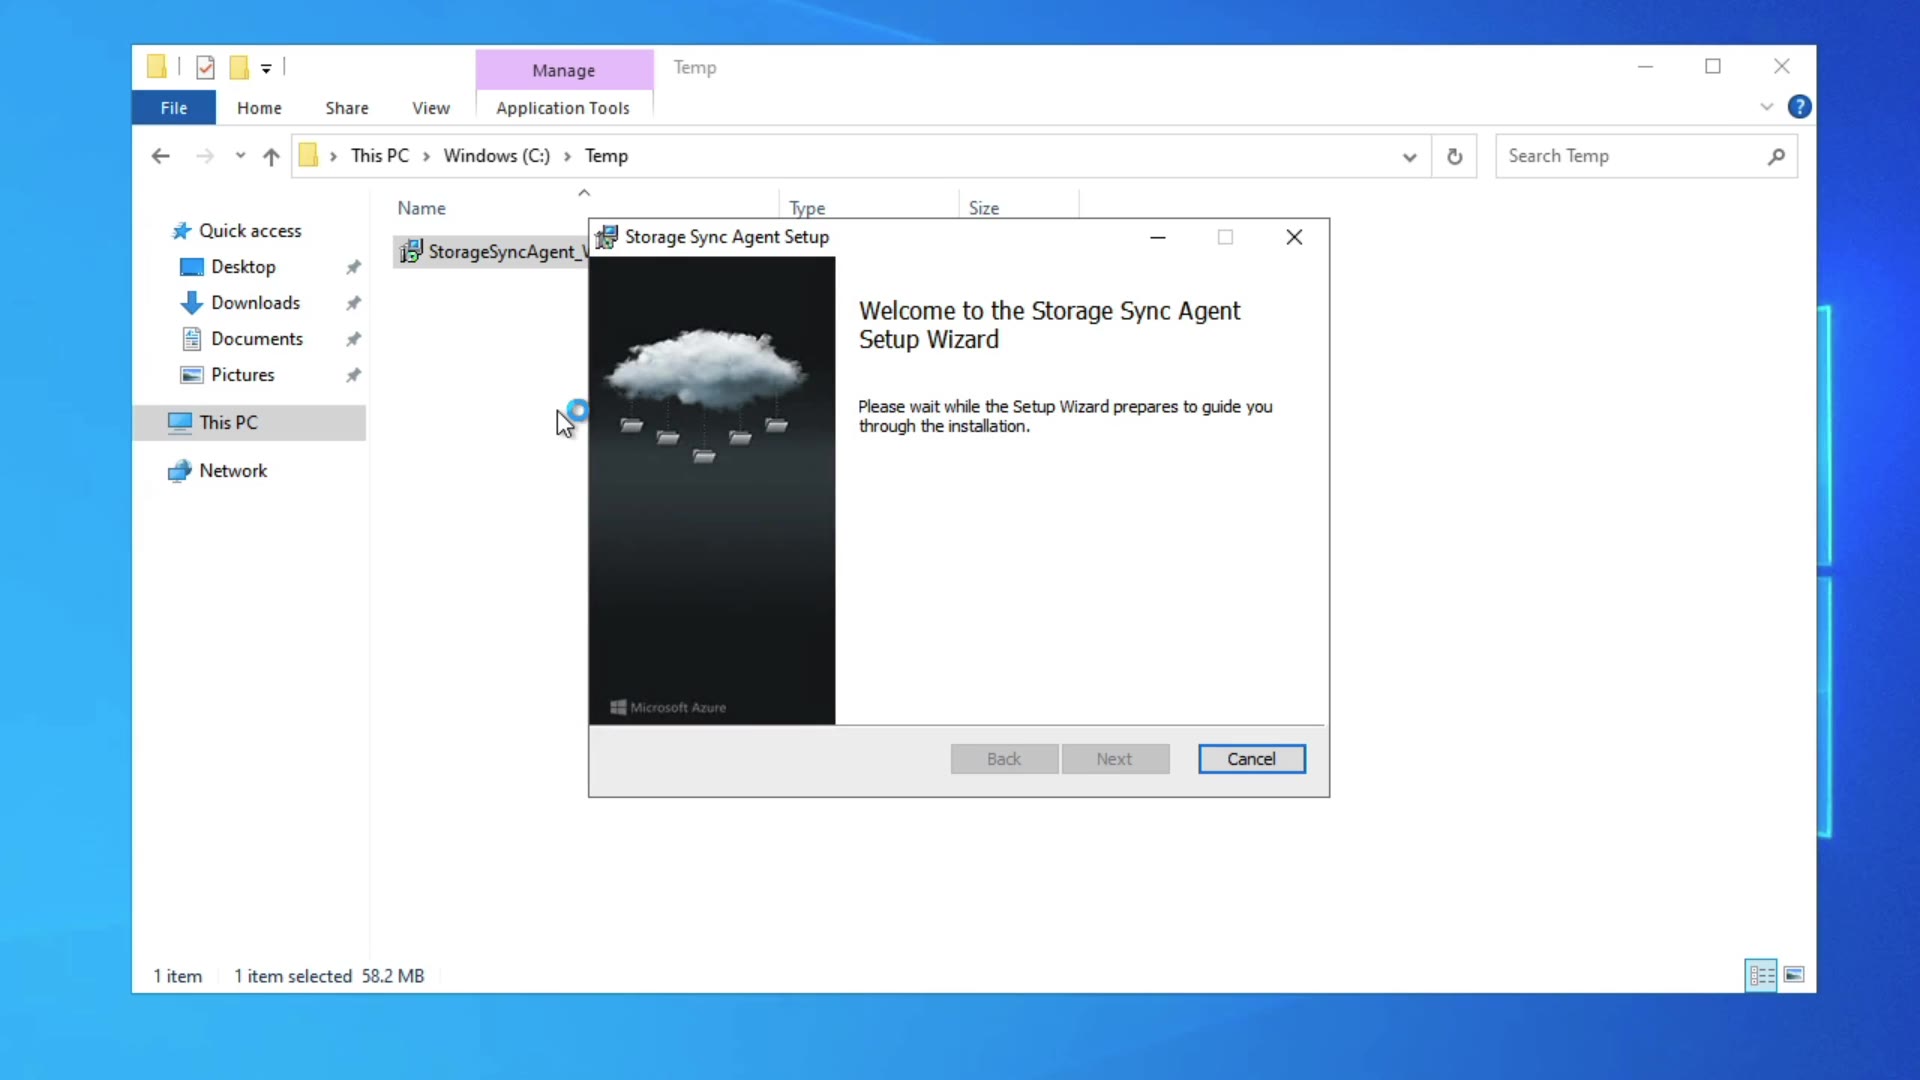 Manage
Temp
File
Home
Share
View
Application Tools
?
This PC > Windows (C:) > Temp
Search Temp
Name
Type
Size
Quick access
Desktop
Downloads
Documents
Pictures
This PC
Network
StorageSyncAgent_
Storage Sync Agent Setup
Welcome to the Storage Sync Agent
Setup Wizard
Please wait while the Setup Wizard prepares to guide you
through the installation.
Microsoft Azure
Back
Next
Cancel
1 item
1 item selected 58.2 MB